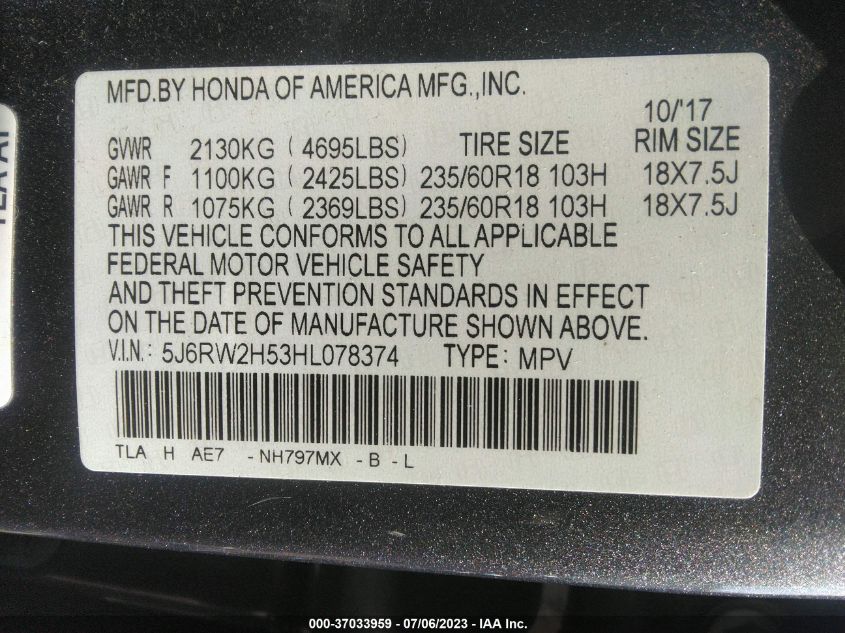 MFD.BY HONDA OF AMERICA MFG.,INC.
10/'17
GVWR 2130KG ( 4695LBS) TIRE SIZE RIM SIZE
GAWR F 1100KG ( 2425LBS) 235/60R18 103H 18X7.5J
GAWR R 1075KG ( 2369LBS) 235/60R18 103H 18X7.5J
THIS VEHICLE CONFORMS TO ALL APPLICABLE
FEDERAL MOTOR VEHICLE SAFETY
AND THEFT PREVENTION STANDARDS IN EFFECT
ON THE DATE OF MANUFACTURE SHOWN ABOVE.
V.I.N.: 5J6RW2H53HL078374 TYPE: MPV
TLA H AE7 -NH797MX -B -L
000-37033959 - 07/06/2023 - IAA Inc.